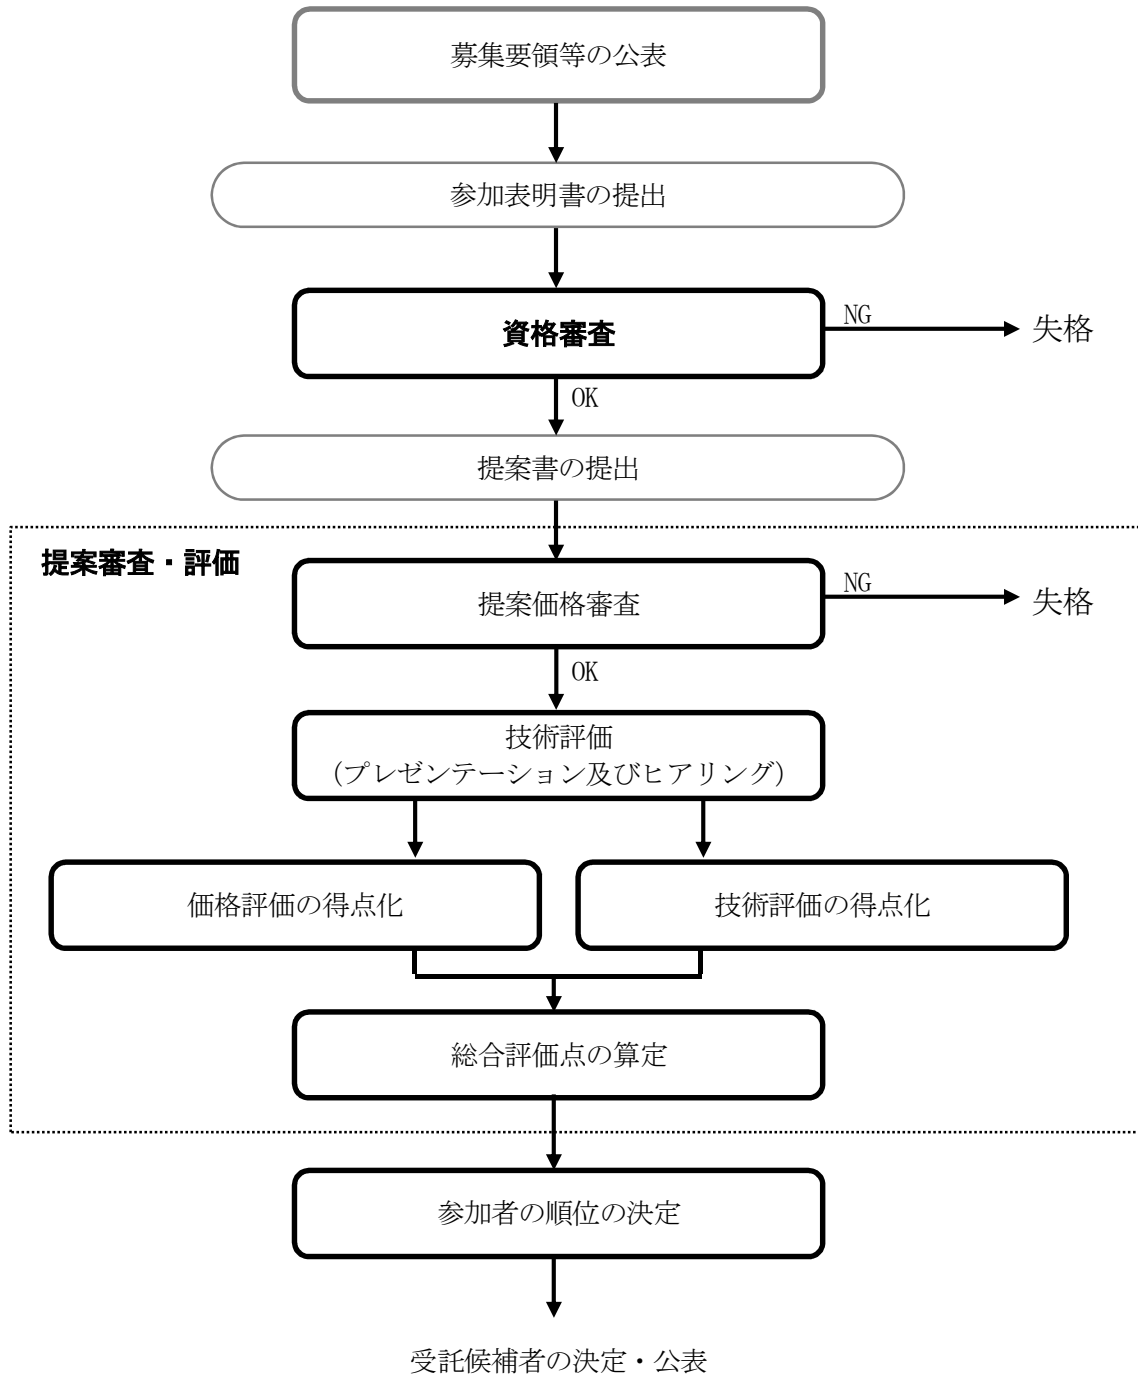 募集要領等の公表
参加表明書の提出
資格審査
NG
失格
OK
提案書の提出
提案審査・評価
提案価格審査
NG
失格
OK
技術評価
（プレゼンテーション及びヒアリング）
価格評価の得点化
技術評価の得点化
総合評価点の算定
参加者の順位の決定
受託候補者の決定・公表